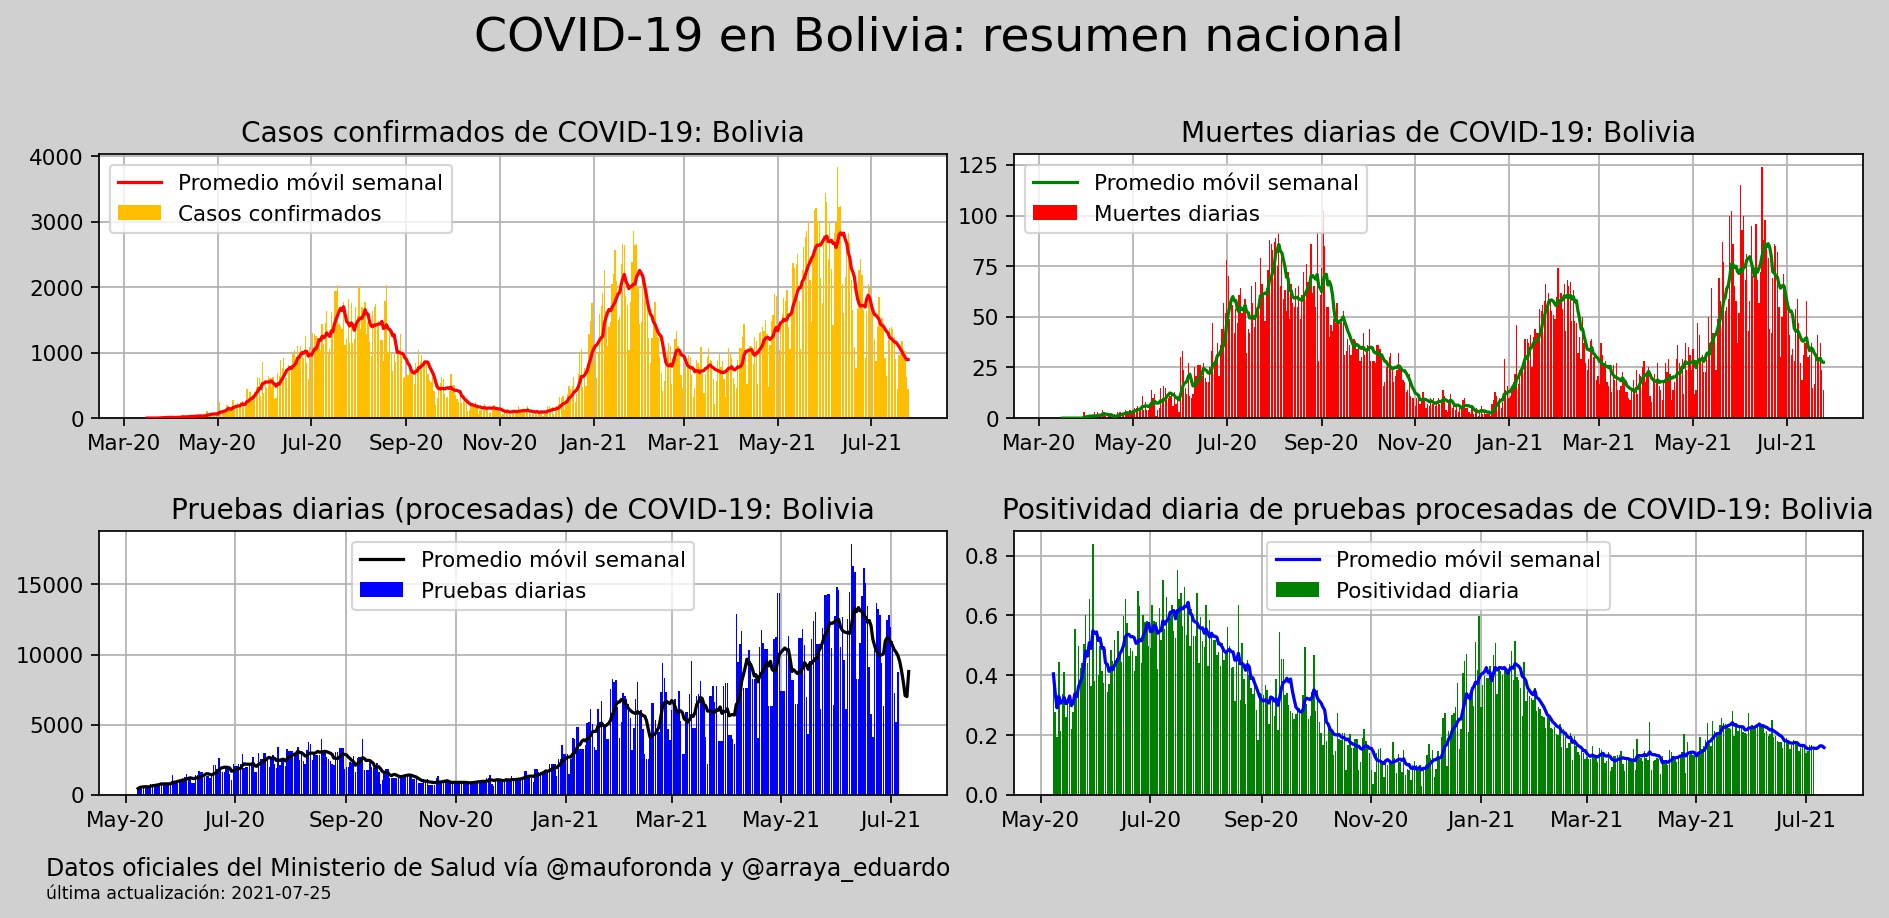 COVID-19 en Bolivia: resumen nacional
Casos confirmados de COVID-19: Bolivia
4000
3000
2000
1000
0
Promedio móvil semanal
Casos confirmados
Mar-20 May-20 Jul-20 Sep-20 Nov-20 Jan-21 Mar-21 May-21 Jul-21
Muertes diarias de COVID-19: Bolivia
125
100
75
50
25
0
Promedio móvil semanal
Muertes diarias
Mar-20 May-20 Jul-20 Sep-20 Nov-20 Jan-21 Mar-21 May-21 Jul-21
Pruebas diarias (procesadas) de COVID-19: Bolivia
15000
10000
5000
0
Promedio móvil semanal
Pruebas diarias
May-20 Jul-20 Sep-20 Nov-20 Jan-21 Mar-21 May-21 Jul-21
Positividad diaria de pruebas procesadas de COVID-19: Bolivia
0.8
0.6
0.4
0.2
0.0
Promedio móvil semanal
Positividad diaria
May-20 Jul-20 Sep-20 Nov-20 Jan-21 Mar-21 May-21 Jul-21
Datos oficiales del Ministerio de Salud vía @mauforonda y @arraya_eduardo
última actualización: 2021-07-25